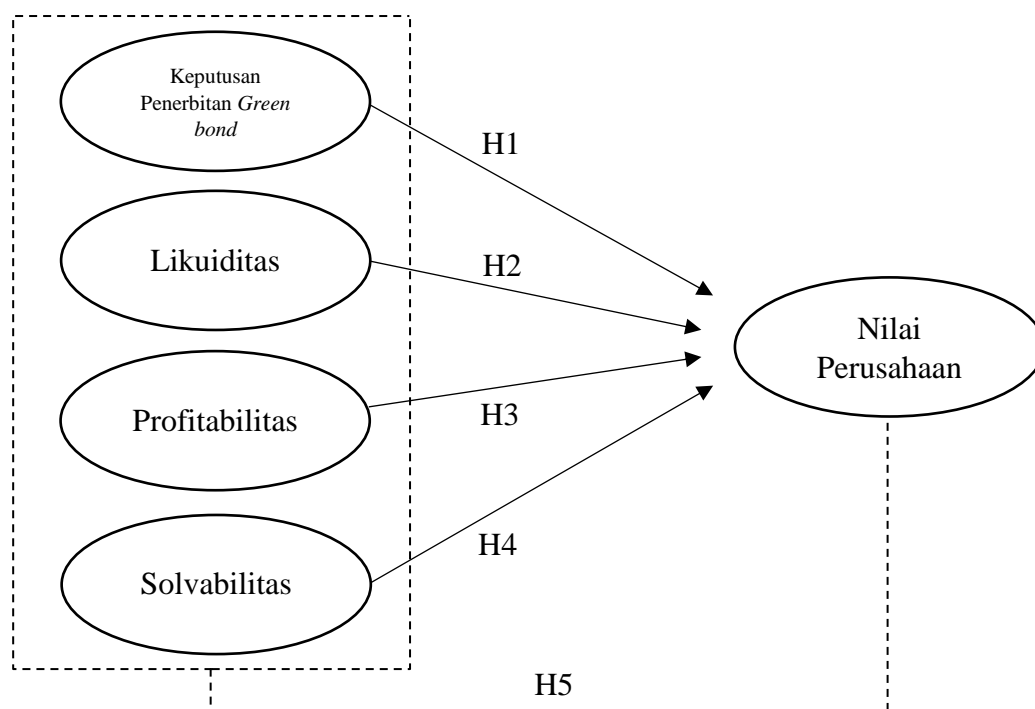 Keputusan
Penerbitan Green
bond
H1
Likuiditas
H2
Nilai
Perusahaan
Profitabilitas
H3
Solvabilitas
H4
H5